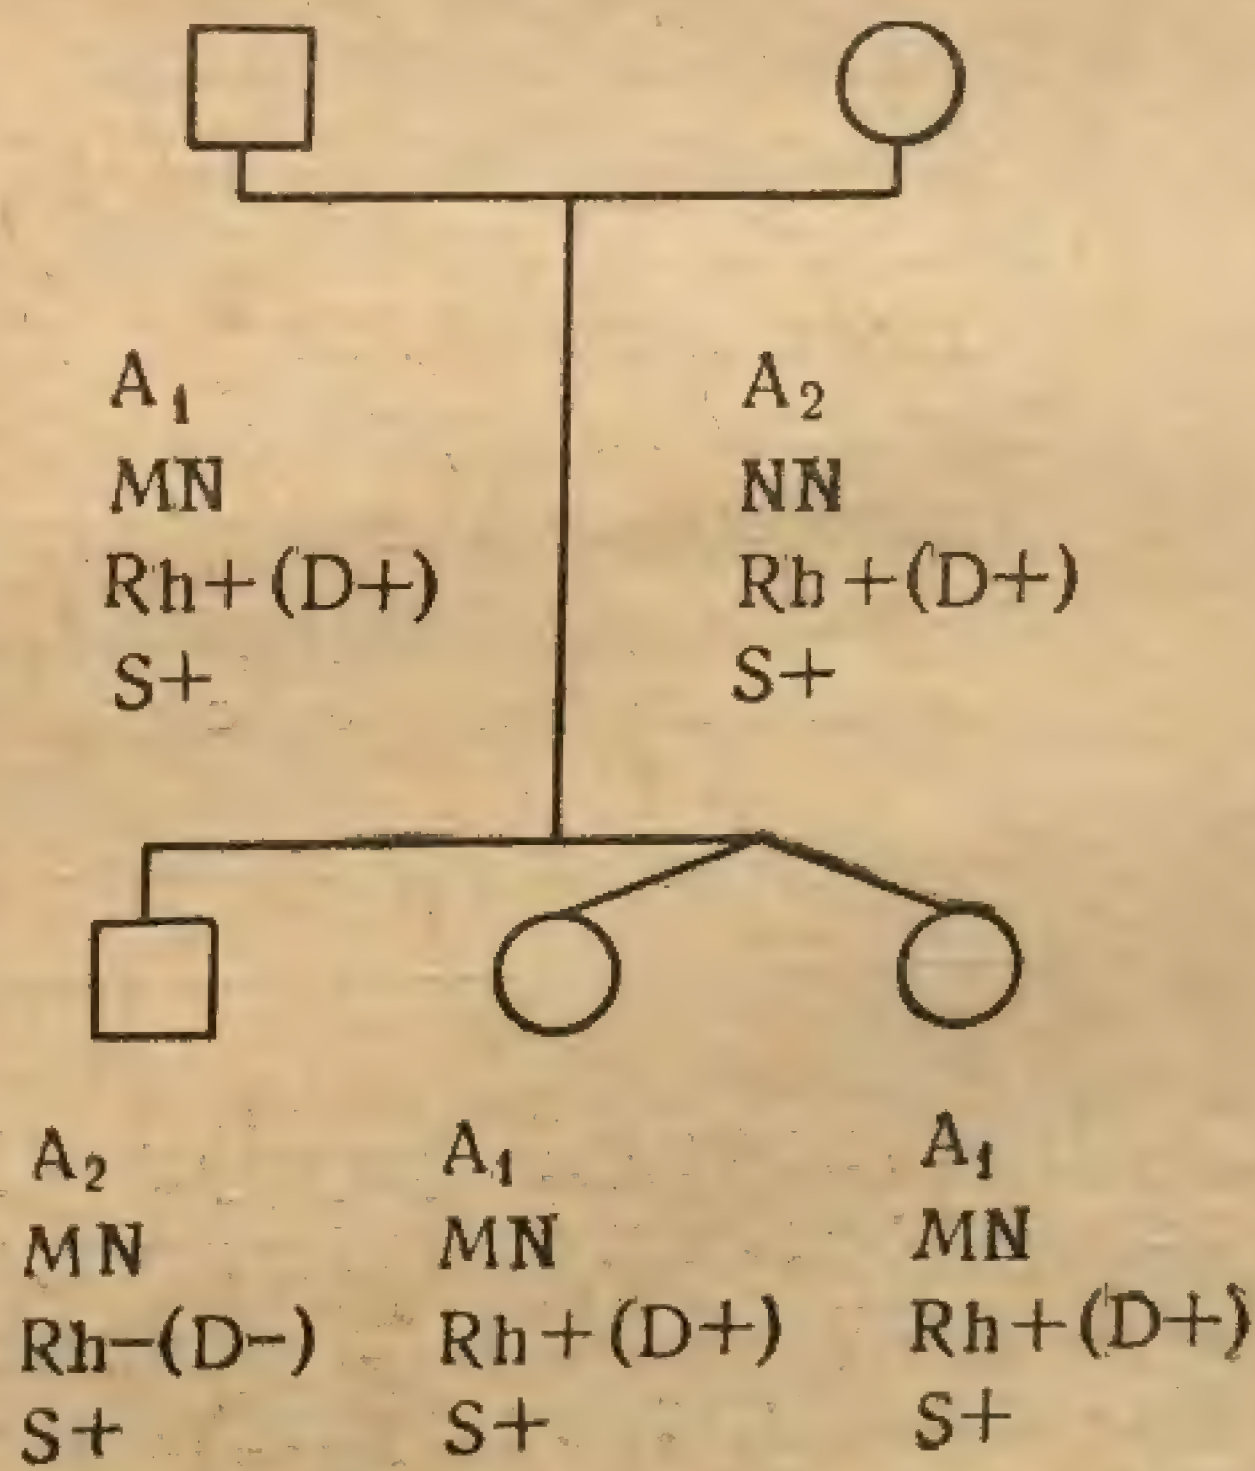 A₁
MN
Rh+(D+)
S+
A₂
NN
Rh+(D+)
S+
A₂
MN
Rh-(D-)
S+
A₁
MN
Rh+(D+)
S+
A₁
MN
Rh+(D+)
S+